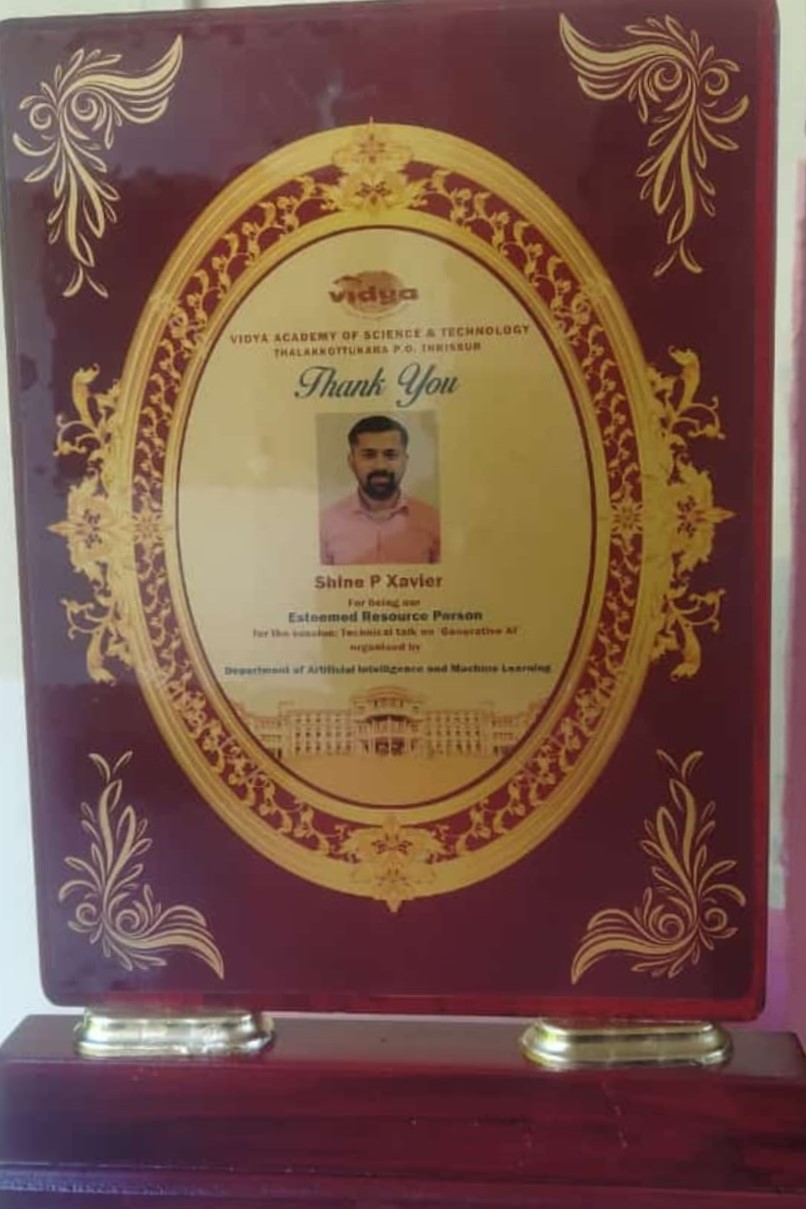 vidya
VIDYA ACADEMY OF SCIENCE & TECHNOLOGY
THALAKKOTTUKARA P.O. THRISSUR
Thank You
Shine P Xavier
For being our
Esteemed Resource Person
for the session: Technical talk on 'Generative AI'
organised by
Department of Artificial Intelligence and Machine Learning